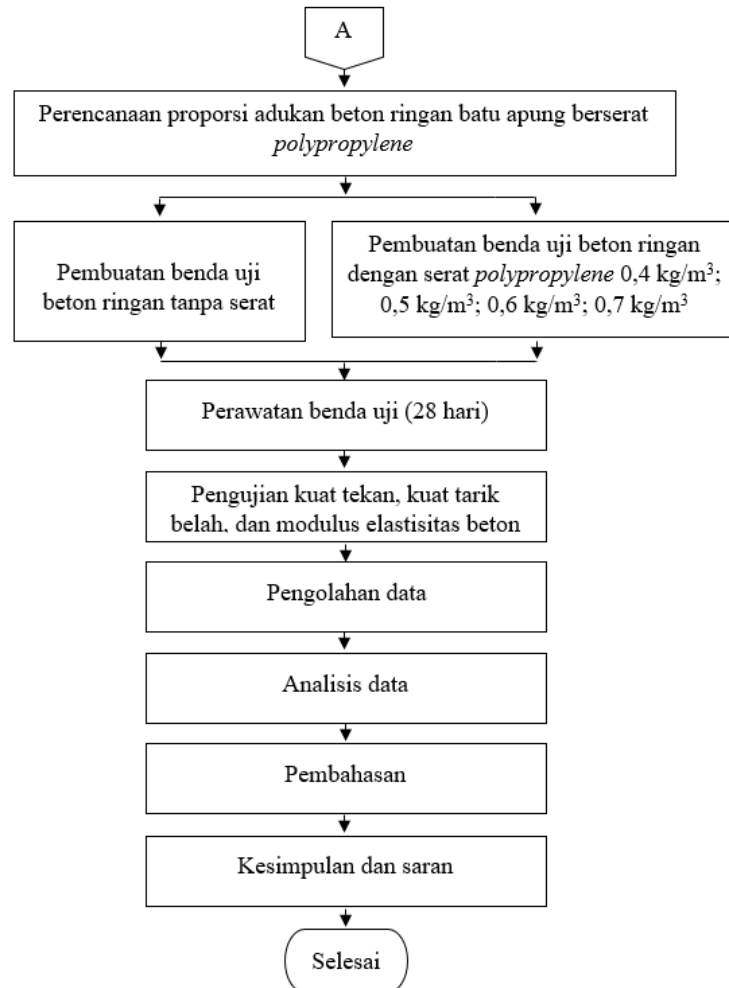 A
Perencanaan proporsi adukan beton ringan batu apung berserat
polypropylene
Pembuatan benda uji
beton ringan tanpa serat
Pembuatan benda uji beton ringan
dengan serat polypropylene 0,4 kg/m³;
0,5 kg/m³; 0,6 kg/m³; 0,7 kg/m³
Perawatan benda uji (28 hari)
Pengujian kuat tekan, kuat tarik
belah, dan modulus elastisitas beton
Pengolahan data
Analisis data
Pembahasan
Kesimpulan dan saran
Selesai